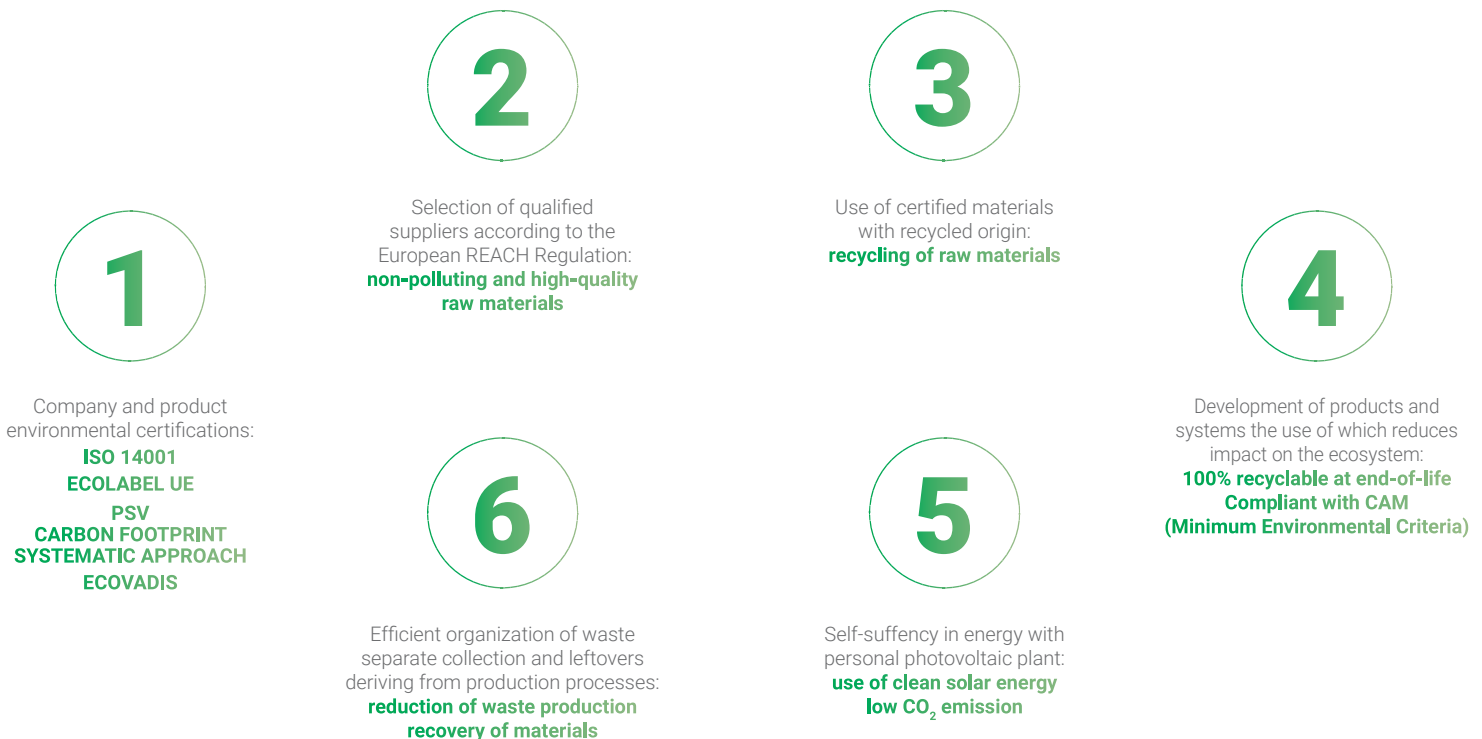 1
Company and product
environmental certifications:
ISO 14001
ECOLABEL UE
PSV
CARBON FOOTPRINT
SYSTEMATIC APPROACH
ECOVADIS
2
Selection of qualified
suppliers according to the
European REACH Regulation:
non-polluting and high-quality
raw materials
3
Use of certified materials
with recycled origin:
recycling of raw materials
4
Development of products and
systems the use of which reduces
impact on the ecosystem:
100% recyclable at end-of-life
Compliant with CAM
(Minimum Environmental Criteria)
5
Self-suffency in energy with
personal photovoltaic plant:
use of clean solar energy
low CO₂ emission
6
Efficient organization of waste
separate collection and leftovers
deriving from production processes:
reduction of waste production
recovery of materials